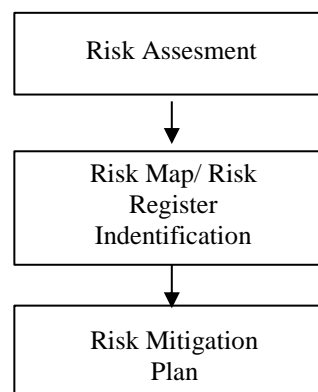 Risk Assesment
Risk Map/ Risk
Register
Indentification
Risk Mitigation
Plan